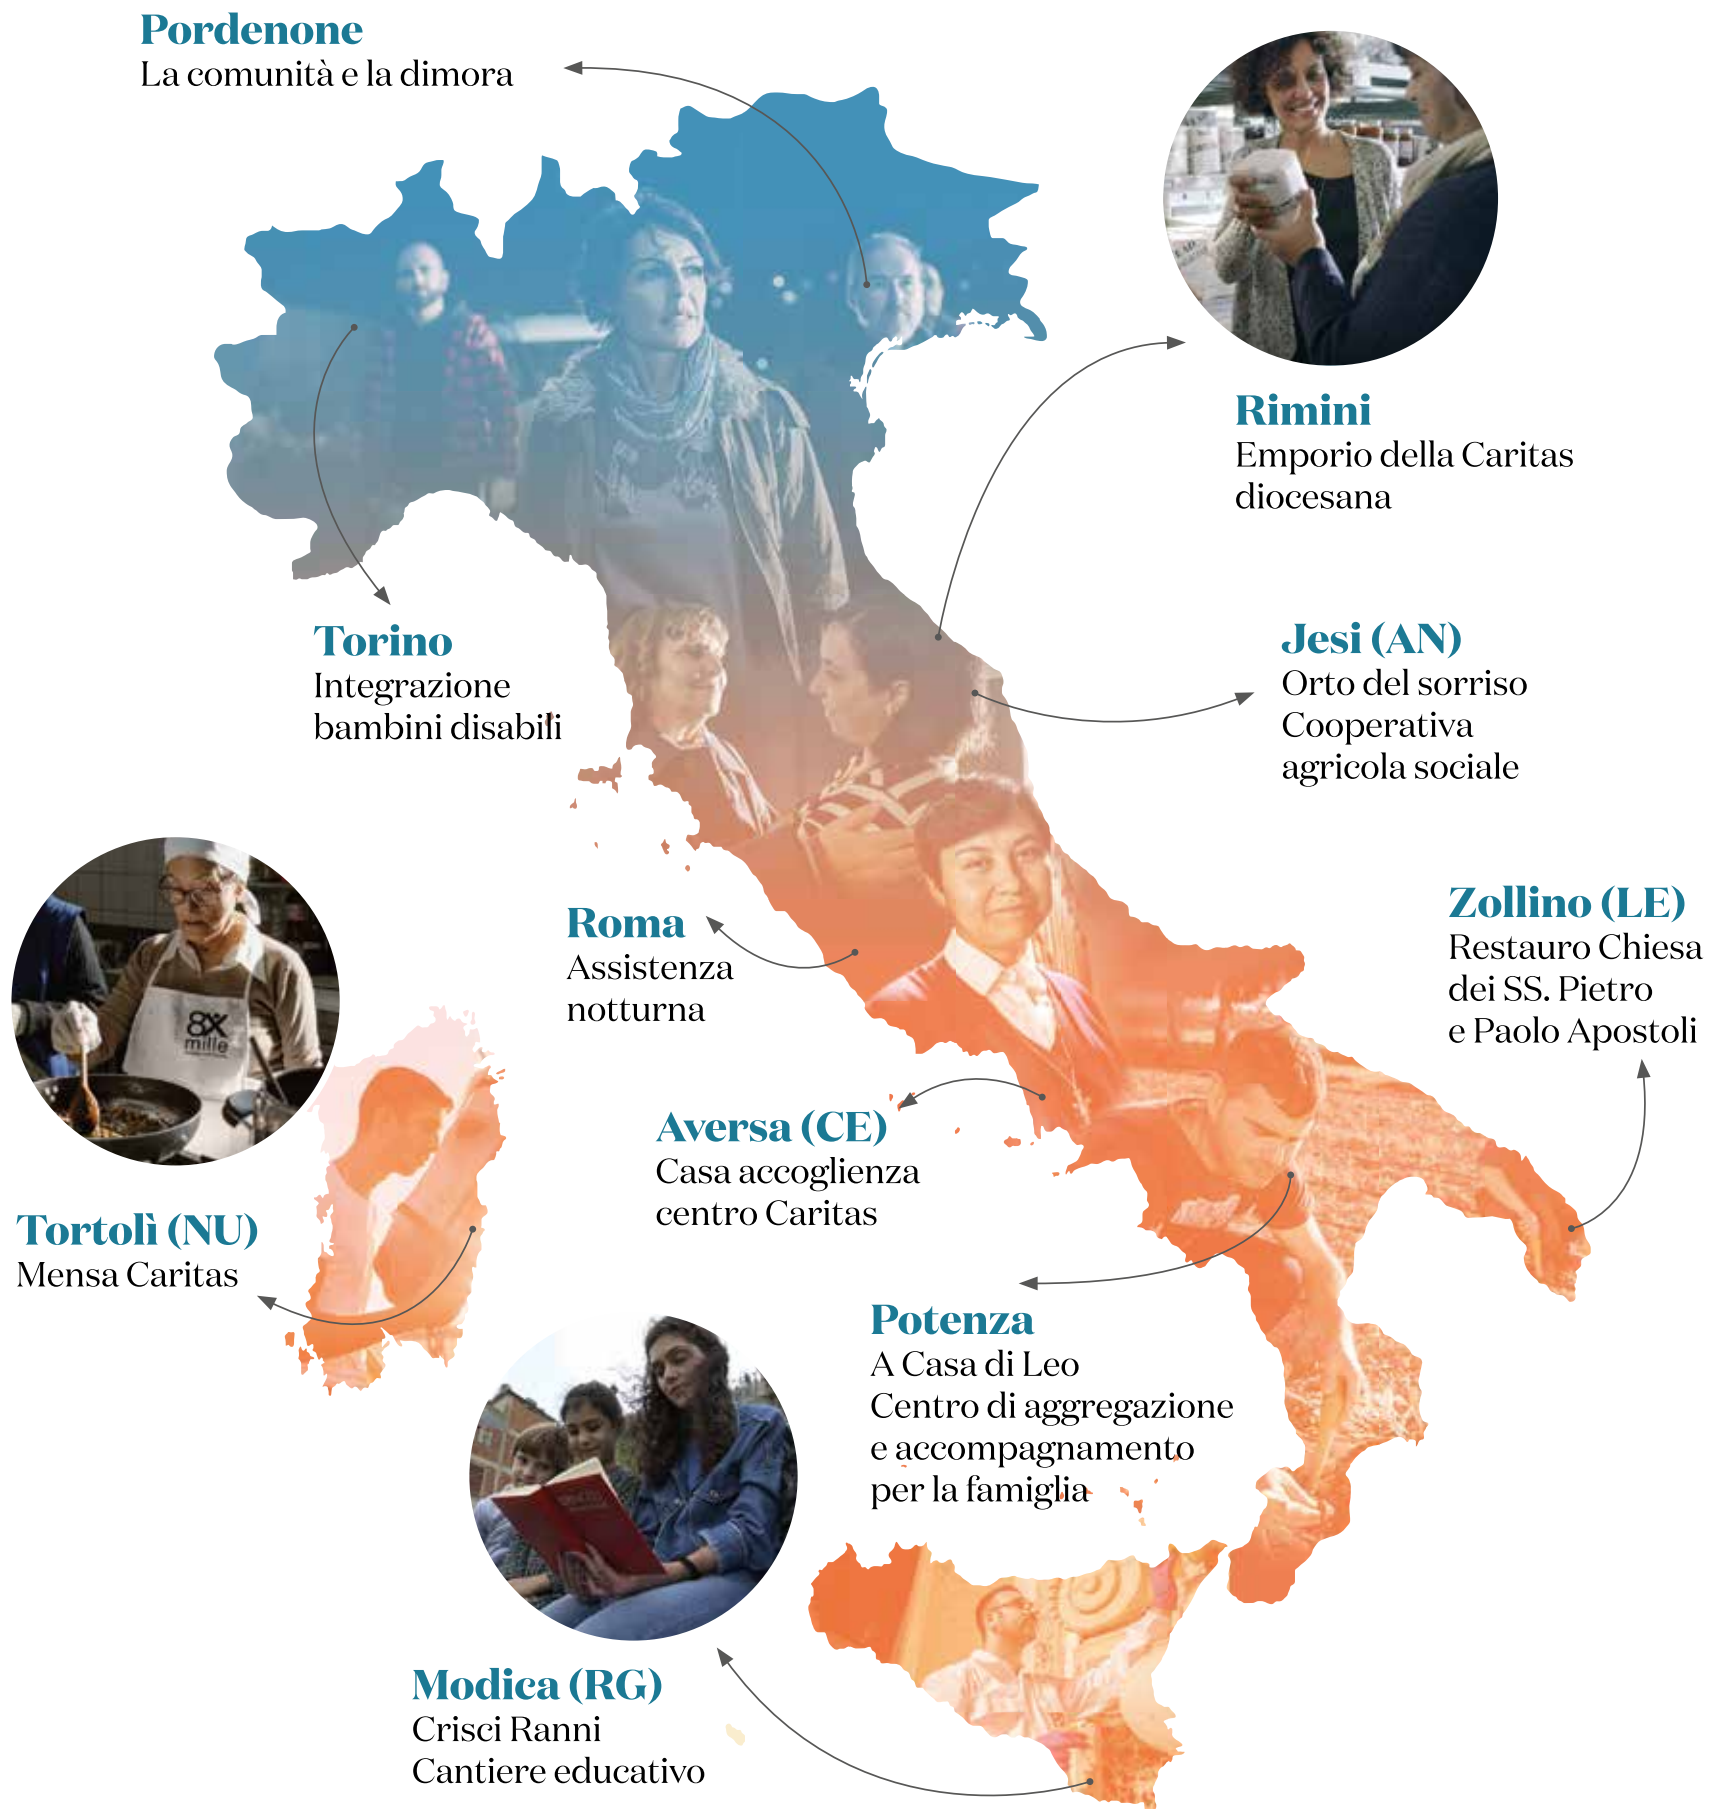 Pordenone
La comunità e la dimora
Rimini
Emporio della Caritas
diocesana
Torino
Integrazione
bambini disabili
Jesi (AN)
Orto del sorriso
Cooperativa
agricola sociale
Roma
Assistenza
notturna
Zollino (LE)
Restauro Chiesa
dei SS. Pietro
e Paolo Apostoli
8X
mille
Aversa (CE)
Casa accoglienza
centro Caritas
Tortolì (NU)
Mensa Caritas
Potenza
A Casa di Leo
Centro di aggregazione
e accompagnamento
per la famiglia
Modica (RG)
Crisci Ranni
Cantiere educativo